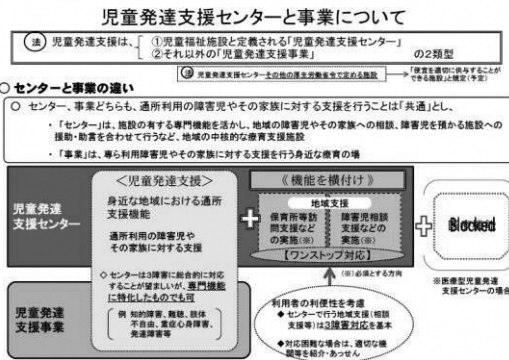 児童発達支援センターと事業について
法 児童発達支援は、 ①児童福祉施設と定義される「児童発達支援センター」
②それ以外の「児童発達支援事業」 の2類型
法 児童発達支援センターその他の厚生労働省令で定める施設
「便宜を適切に供与することが
できる施設」と規定(予定)
○ センターと事業の違い
○ センター、事業どちらも、通所利用の障害児やその家族に対する支援を行うことは「共通」とし、
・「センター」は、施設の有する専門機能を活かし、地域の障害児やその家族への相談、障害児を預かる施設への
援助・助言を合わせて行うなど、地域の中核的な療育支援施設
・「事業」は、専ら利用障害児やその家族に対する支援を行う身近な療育の場
児童発達
支援センター
<児童発達支援>
身近な地域における通所
支援機能
通所利用の障害児や
その家族に対する支援
◇センターは3障害に総合的に対応
することが望ましいが、専門機能
に特化したものでも可
例 知的障害、難聴、肢体
不自由、重症心身障害、
発達障害等
+
《機能を横付け》
地域支援
保育所等訪
問支援など
の実施(※)
障害児相談
支援など
の実施(※)
【ワンストップ対応】
(※)必須とする方向
+
Blocked
※医療型児童発達
支援センターの場合
児童発達
支援事業
利用者の利便性を考慮
◆ センターで行う地域支援(相談
支援等)は3障害対応を基本
◆対応困難な場合は、適切な機
関等を紹介・あっせん